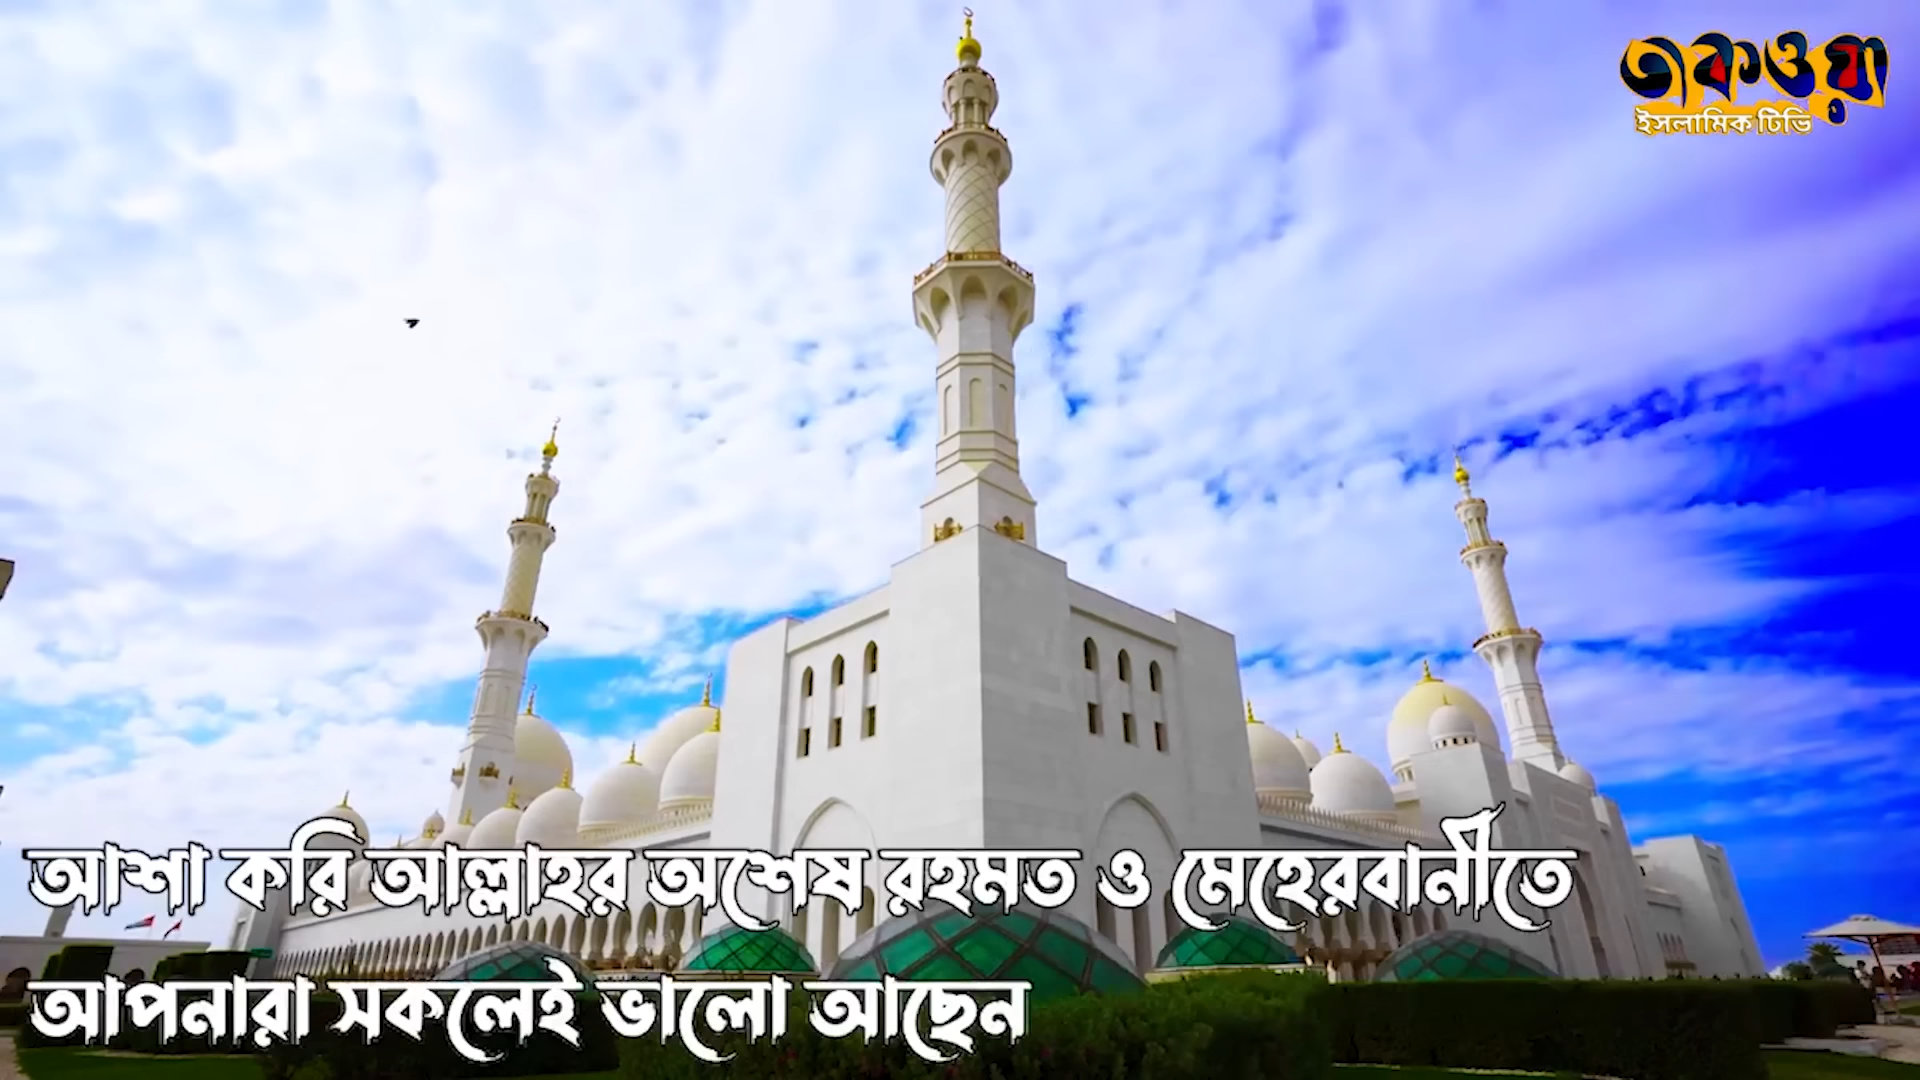 তাকওয়া
ইসলামিক টিভি
আশা করি আল্লাহর অশেষ রহমত ও মেহেরবানীতে
আপনারা সকলেই ভালো আছেন